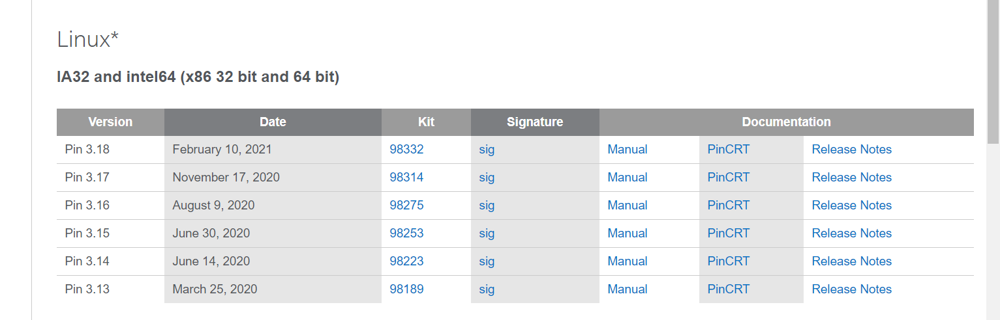 Linux*
IA32 and intel64 (x86 32 bit and 64 bit)
Version Date Kit Signature Documentation
Pin 3.18 February 10, 2021 98332 sig Manual PinCRT Release Notes
Pin 3.17 November 17, 2020 98314 sig Manual PinCRT Release Notes
Pin 3.16 August 9, 2020 98275 sig Manual PinCRT Release Notes
Pin 3.15 June 30, 2020 98253 sig Manual PinCRT Release Notes
Pin 3.14 June 14, 2020 98223 sig Manual PinCRT Release Notes
Pin 3.13 March 25, 2020 98189 sig Manual PinCRT Release Notes